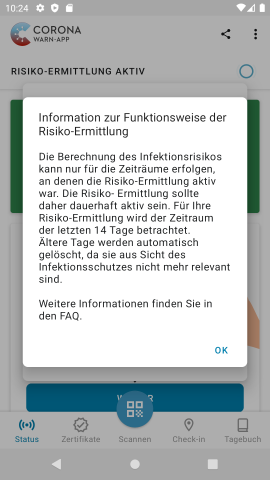 10:24
CORONA
WARN-APP
RISIKO-ERMITTLUNG AKTIV
Information zur Funktionsweise der
Risiko-Ermittlung
Die Berechnung des Infektionsrisikos
kann nur für die Zeiträume erfolgen,
an denen die Risiko-Ermittlung aktiv
war. Die Risiko- Ermittlung sollte
daher dauerhaft aktiv sein. Für Ihre
Risiko-Ermittlung wird der Zeitraum
der letzten 14 Tage betrachtet.
Ältere Tage werden automatisch
gelöscht, da sie aus Sicht des
Infektionsschutzes nicht mehr relevant
sind.
Weitere Informationen finden Sie in
den FAQ.
OK
Status
Zertifikate
Scannen
Check-in
Tagebuch